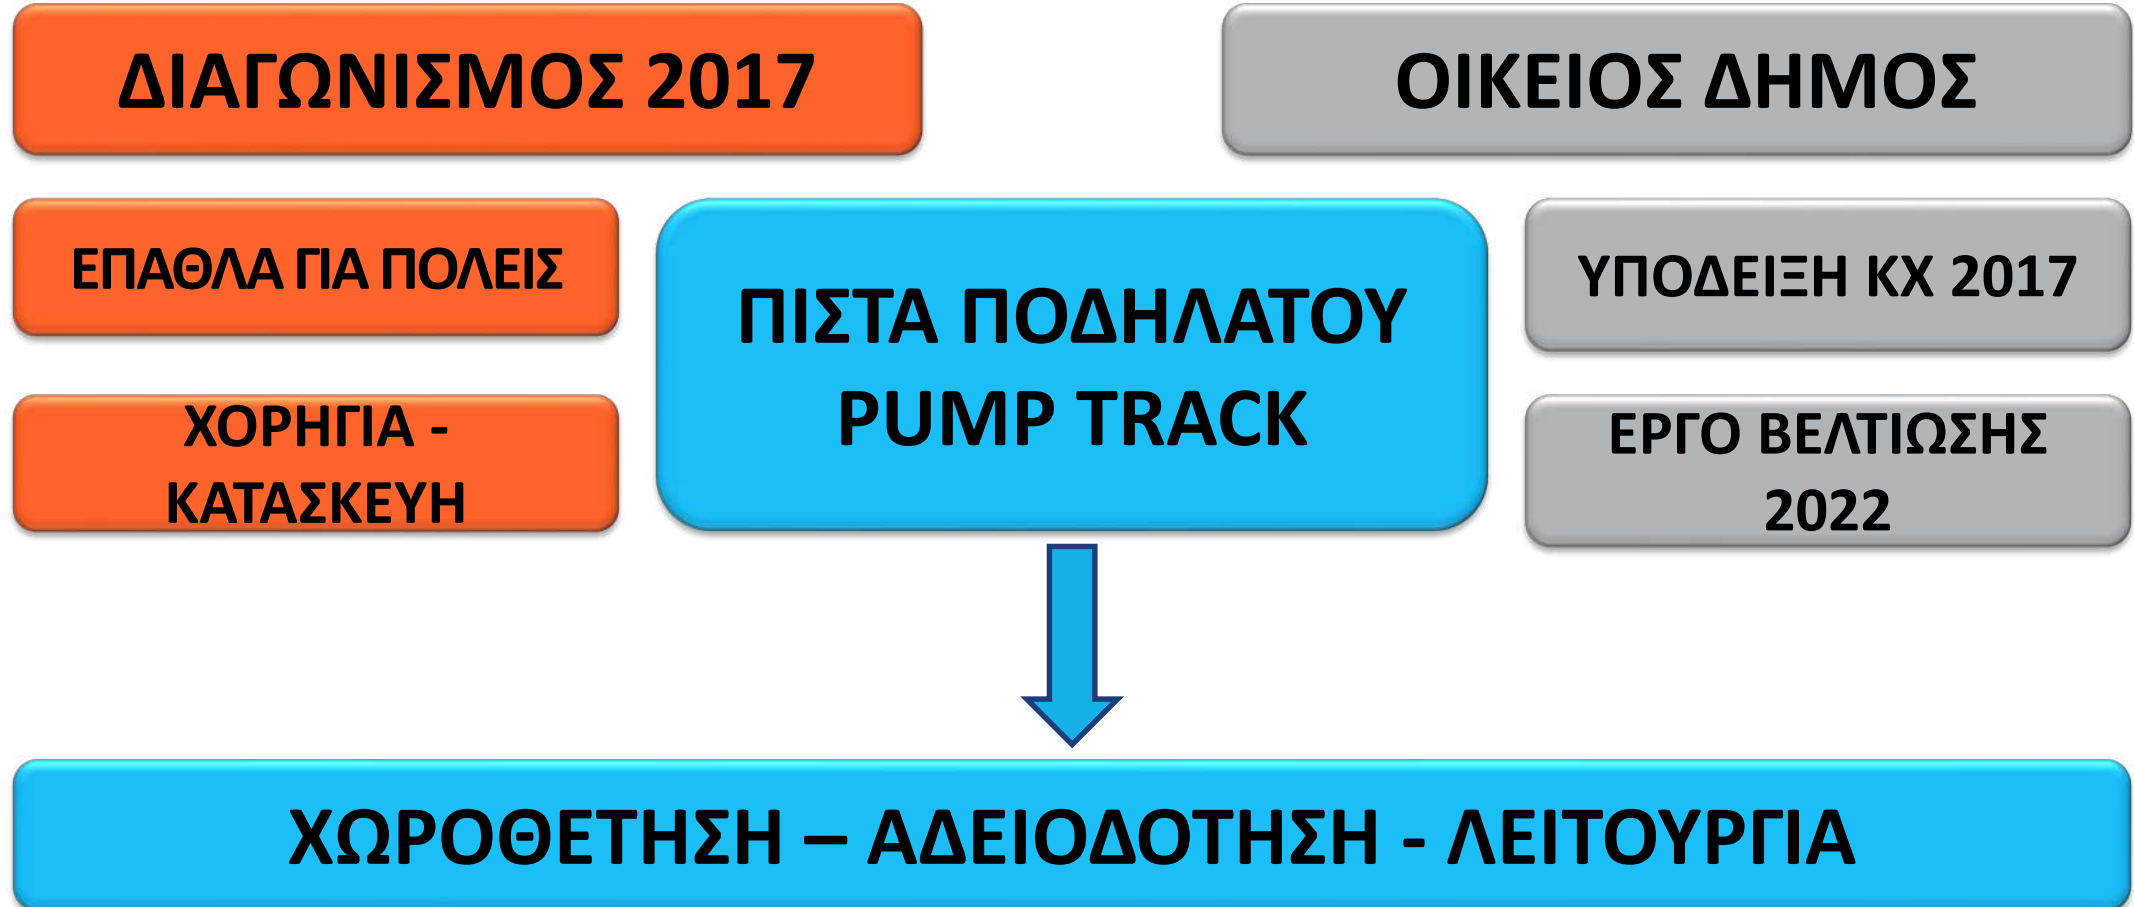 ΔΙΑΓΩΝΙΣΜΟΣ 2017
ΟΙΚΕΙΟΣ ΔΗΜΟΣ
ΕΠΑΘΛΑ ΓΙΑ ΠΟΛΕΙΣ
ΧΟΡΗΓΙΑ -
ΚΑΤΑΣΚΕΥΗ
ΠΙΣΤΑ ΠΟΔΗΛΑΤΟΥ
PUMP TRACK
ΥΠΟΔΕΙΞΗ ΚΧ 2017
ΕΡΓΟ ΒΕΛΤΙΩΣΗΣ
2022
ΧΩΡΟΘΕΤΗΣΗ – ΑΔΕΙΟΔΟΤΗΣΗ - ΛΕΙΤΟΥΡΓΙΑ